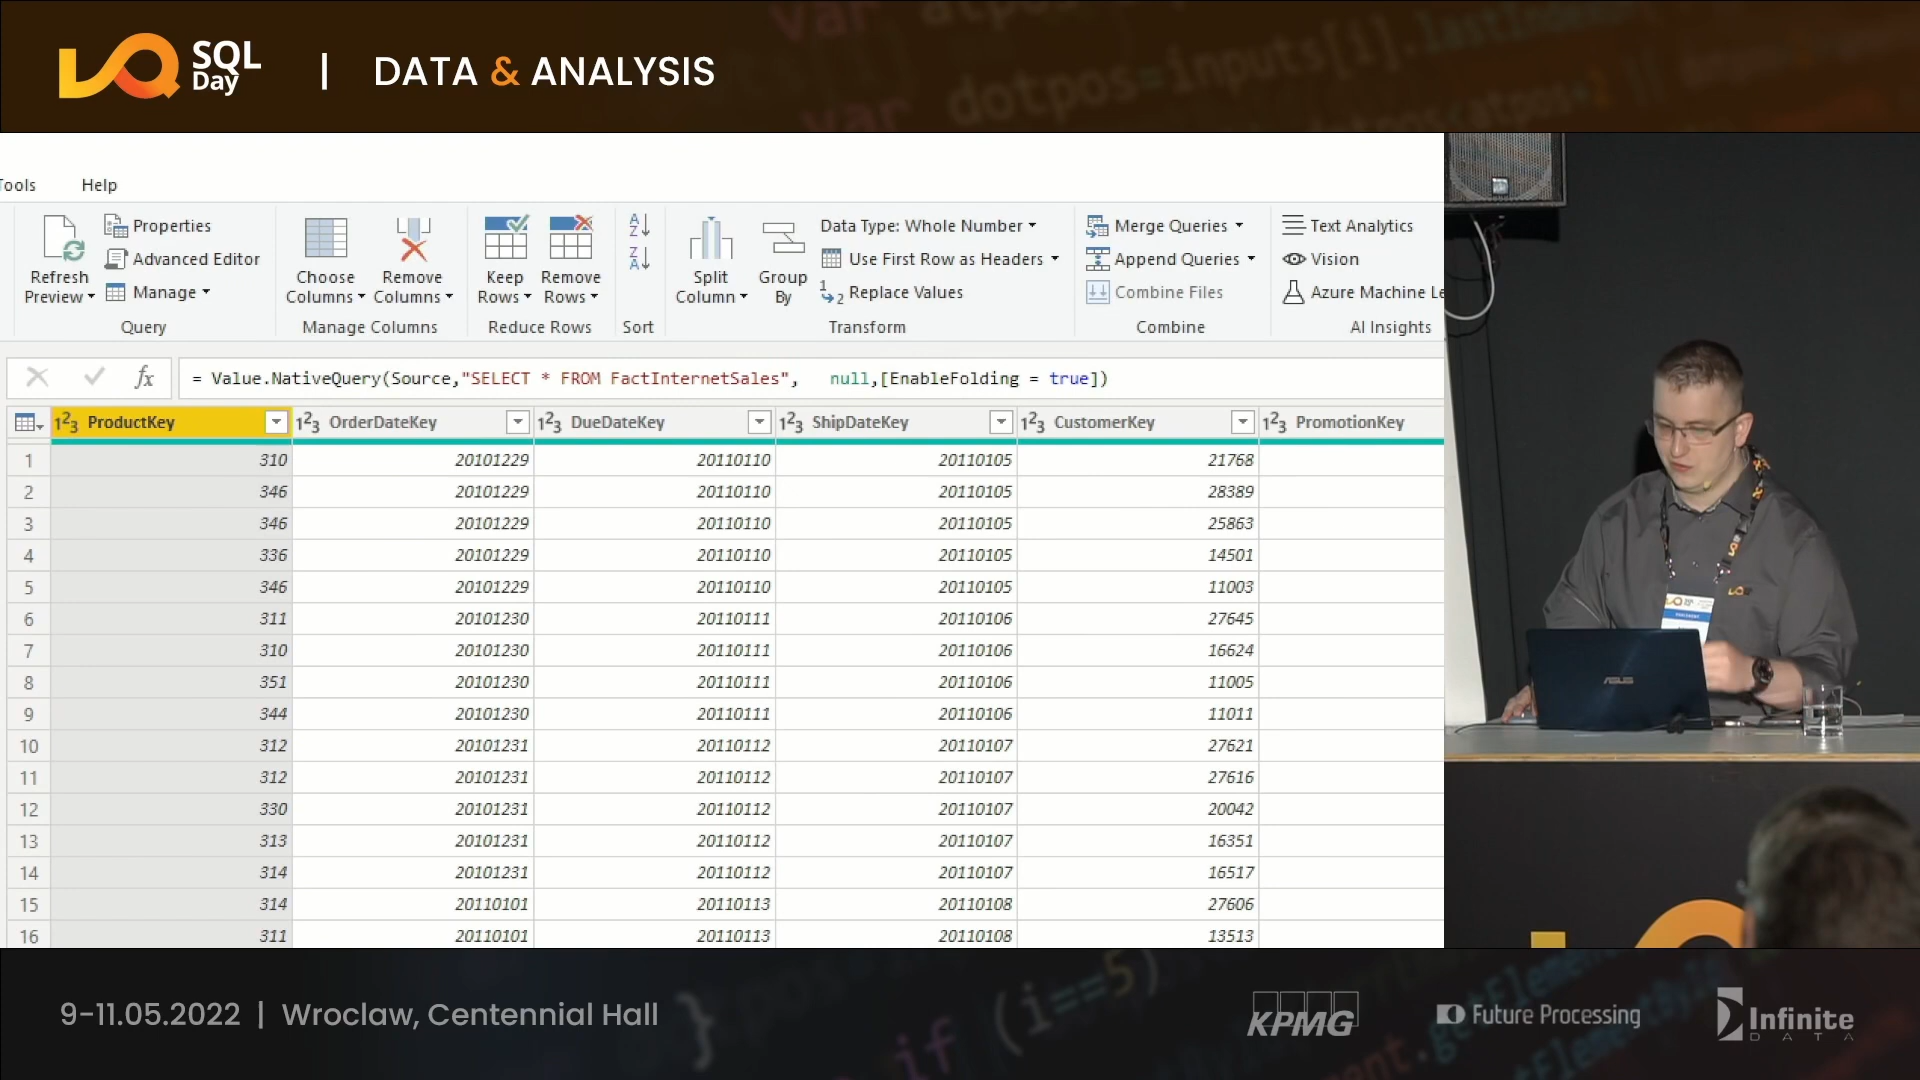 SQL Day | DATA & ANALYSIS
Tools Help
Refresh Preview
Properties
Advanced Editor
Manage
Query
Choose Columns
Remove Columns
Manage Columns
Keep Rows
Remove Rows
Reduce Rows
Sort
Split Column
Group By
Data Type: Whole Number
Use First Row as Headers
Replace Values
Transform
Merge Queries
Append Queries
Combine Files
Combine
Text Analytics
Vision
Azure Machine Le
AI Insights
fx = Value.NativeQuery(Source,"SELECT * FROM FactInternetSales", null,[EnableFolding = true])
ProductKey OrderDateKey DueDateKey ShipDateKey CustomerKey PromotionKey
1 310 20101229 20110110 20110105 21768
2 346 20101229 20110110 20110105 28389
3 346 20101229 20110110 20110105 25863
4 336 20101229 20110110 20110105 14501
5 346 20101229 20110110 20110105 11003
6 311 20101230 20110111 20110106 27645
7 310 20101230 20110111 20110106 16624
8 351 20101230 20110111 20110106 11005
9 344 20101230 20110111 20110106 11011
10 312 20101231 20110112 20110107 27621
11 312 20101231 20110112 20110107 27616
12 330 20101231 20110112 20110107 20042
13 313 20101231 20110112 20110107 16351
14 314 20101231 20110112 20110107 16517
15 314 20110101 20110113 20110108 27606
16 311 20110101 20110113 20110108 13513
ASUS
9-11.05.2022 | Wroclaw, Centennial Hall
KPMG
Future Processing
Infinite DATA